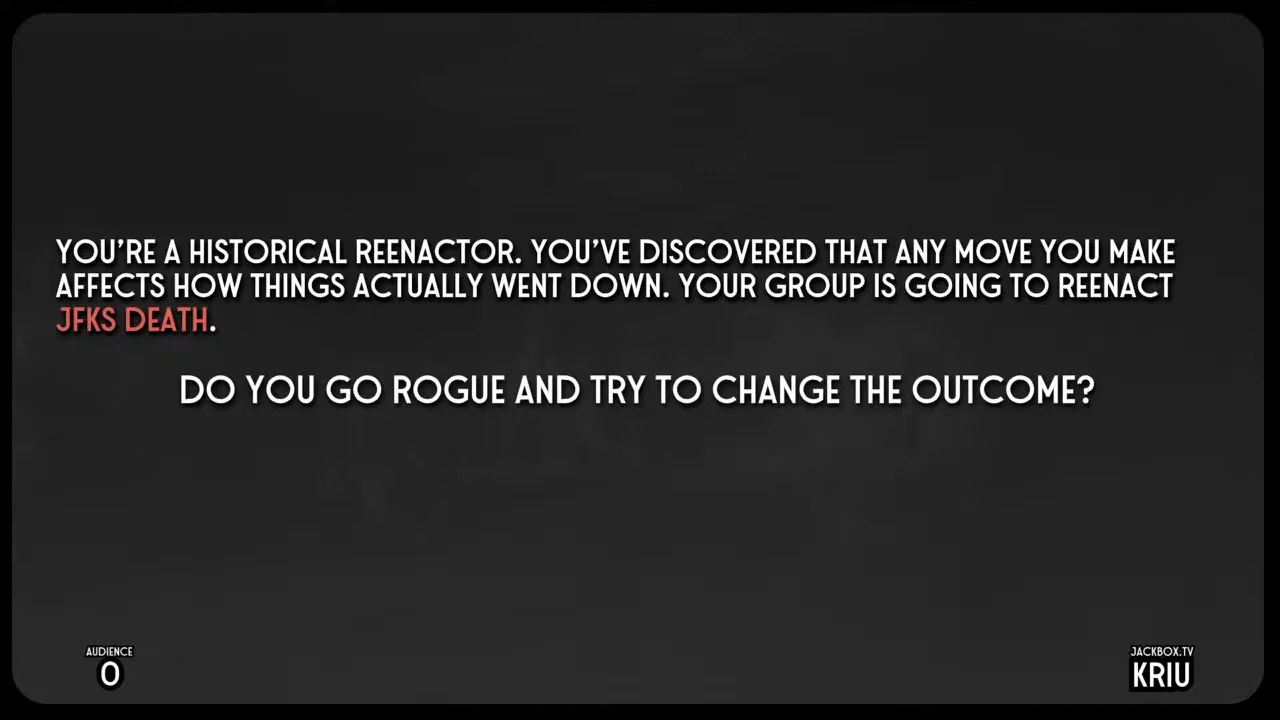 YOU'RE A HISTORICAL REENACTOR. YOU'VE DISCOVERED THAT ANY MOVE YOU MAKE
AFFECTS HOW THINGS ACTUALLY WENT DOWN. YOUR GROUP IS GOING TO REENACT
JFKS DEATH.
DO YOU GO ROGUE AND TRY TO CHANGE THE OUTCOME?
AUDIENCE
0
JACKBOX.TV
KRIU